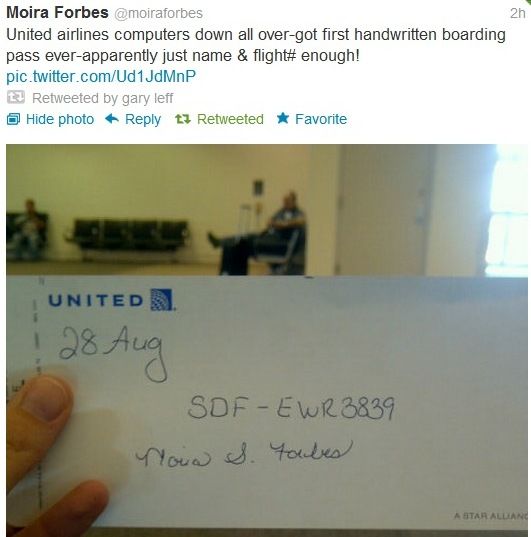 Moira Forbes @moiraforbes 2h
United airlines computers down all over-got first handwritten boarding
pass ever-apparently just name & flight# enough!
pic.twitter.com/Ud1JdMnP
Retweeted by gary leff
Hide photo Reply Retweeted Favorite
UNITED
28 Aug
SDF - EWR 3839
Moira S. Forbes
A STAR ALLIANC